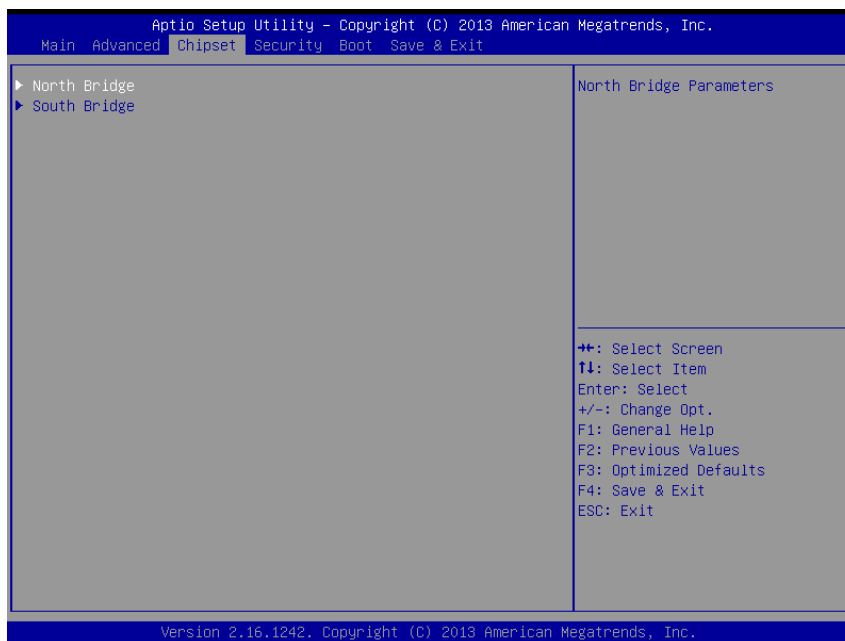 Aptio Setup Utility – Copyright (C) 2013 American Megatrends, Inc.
Main Advanced Chipset Security Boot Save & Exit
North Bridge
South Bridge
North Bridge Parameters
→←: Select Screen
↑↓: Select Item
Enter: Select
+/-: Change Opt.
F1: General Help
F2: Previous Values
F3: Optimized Defaults
F4: Save & Exit
ESC: Exit
Version 2.16.1242. Copyright (C) 2013 American Megatrends, Inc.